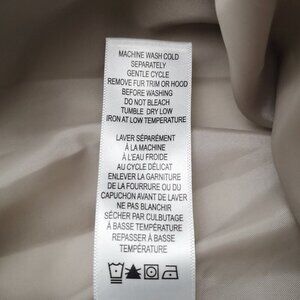 MACHINE WASH COLD
SEPARATELY
GENTLE CYCLE
REMOVE FUR TRIM OR HOOD
BEFORE WASHING
DO NOT BLEACH
TUMBLE DRY LOW
IRON AT LOW TEMPERATURE
LAVER SÉPARÉMENT
À LA MACHINE
À L'EAU FROIDE
AU CYCLE DÉLICAT
ENLEVER LA GARNITURE
DE LA FOURRURE OU DU
CAPUCHON AVANT DE LAVER
NE PAS BLANCHIR
SÉCHER PAR CULBUTAGE
À BASSE TEMPÉRATURE
REPASSER À BASSE
TEMPÉRATURE